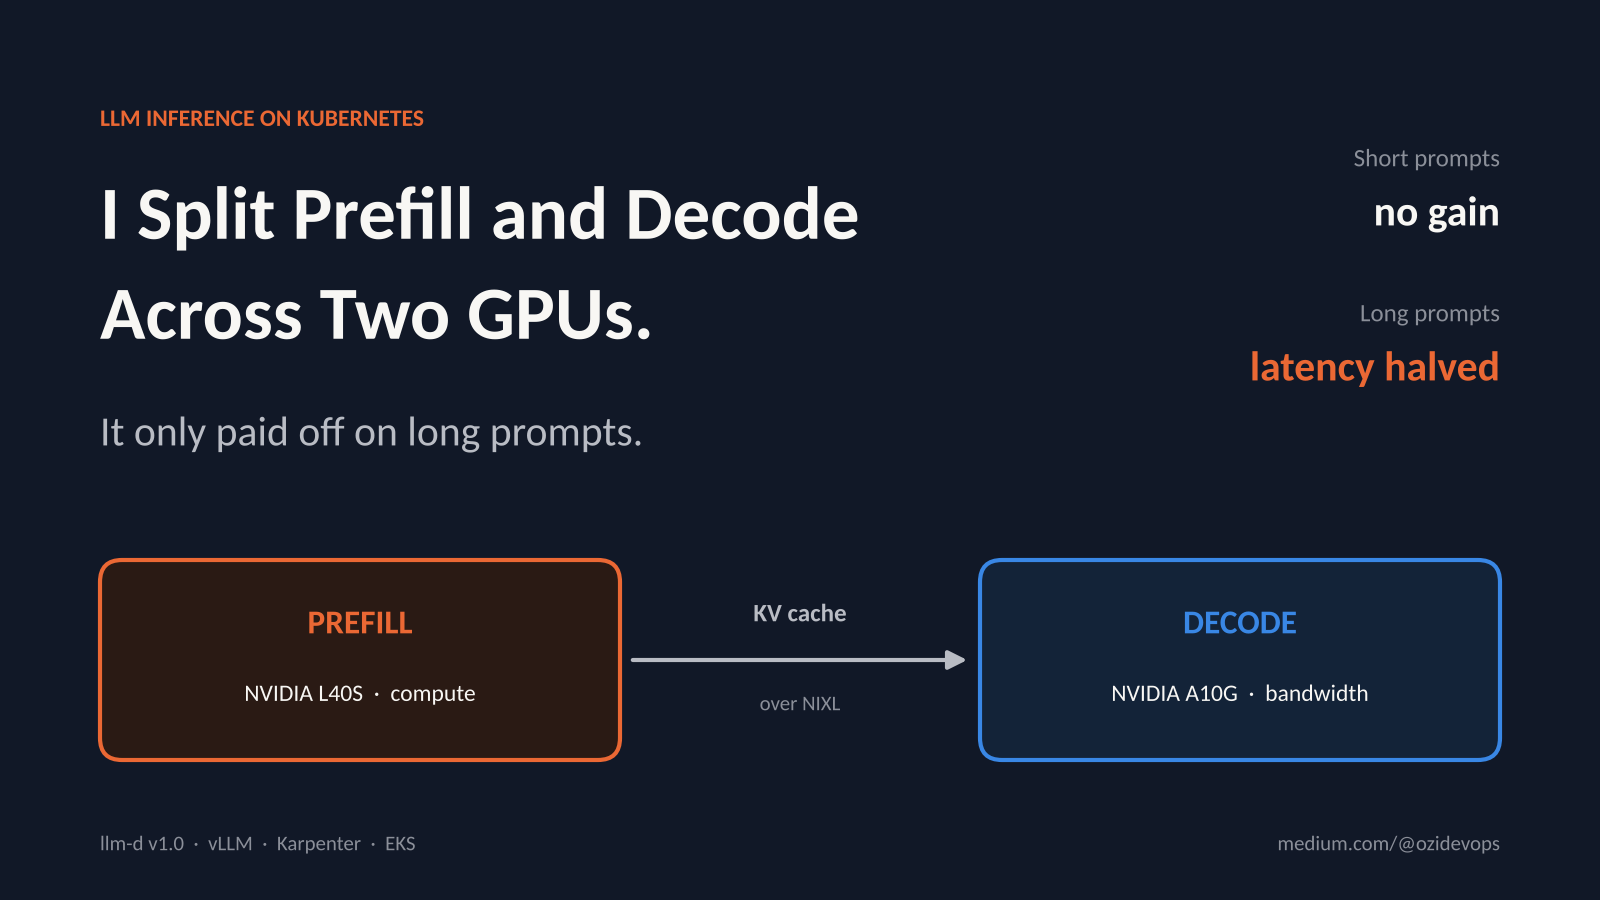 LLM INFERENCE ON KUBERNETES
I Split Prefill and Decode
Across Two GPUs.
It only paid off on long prompts.
Short prompts
no gain
Long prompts
latency halved
PREFILL
NVIDIA L40S · compute
KV cache
over NIXL
DECODE
NVIDIA A10G · bandwidth
llm-d v1.0 · vLLM · Karpenter · EKS
medium.com/@ozidevops